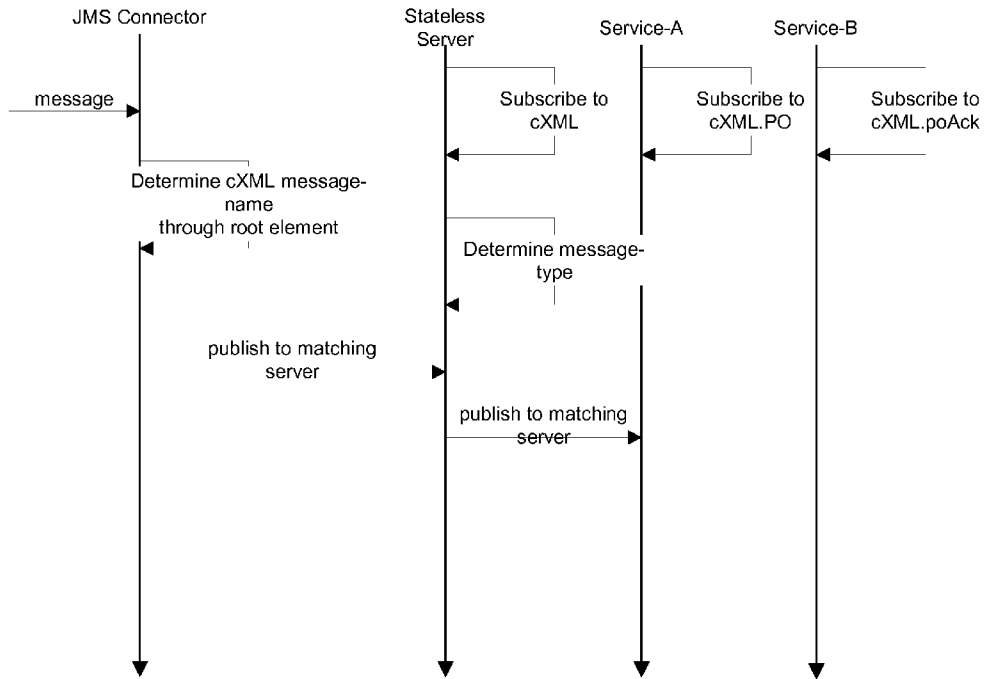 JMS Connector
Stateless
Server
Service-A
Service-B
message
Subscribe to
cXML
Subscribe to
cXML.PO
Subscribe to
cXML.poAck
Determine cXML message-
name
through root element
Determine message-
type
publish to matching
server
publish to matching
server